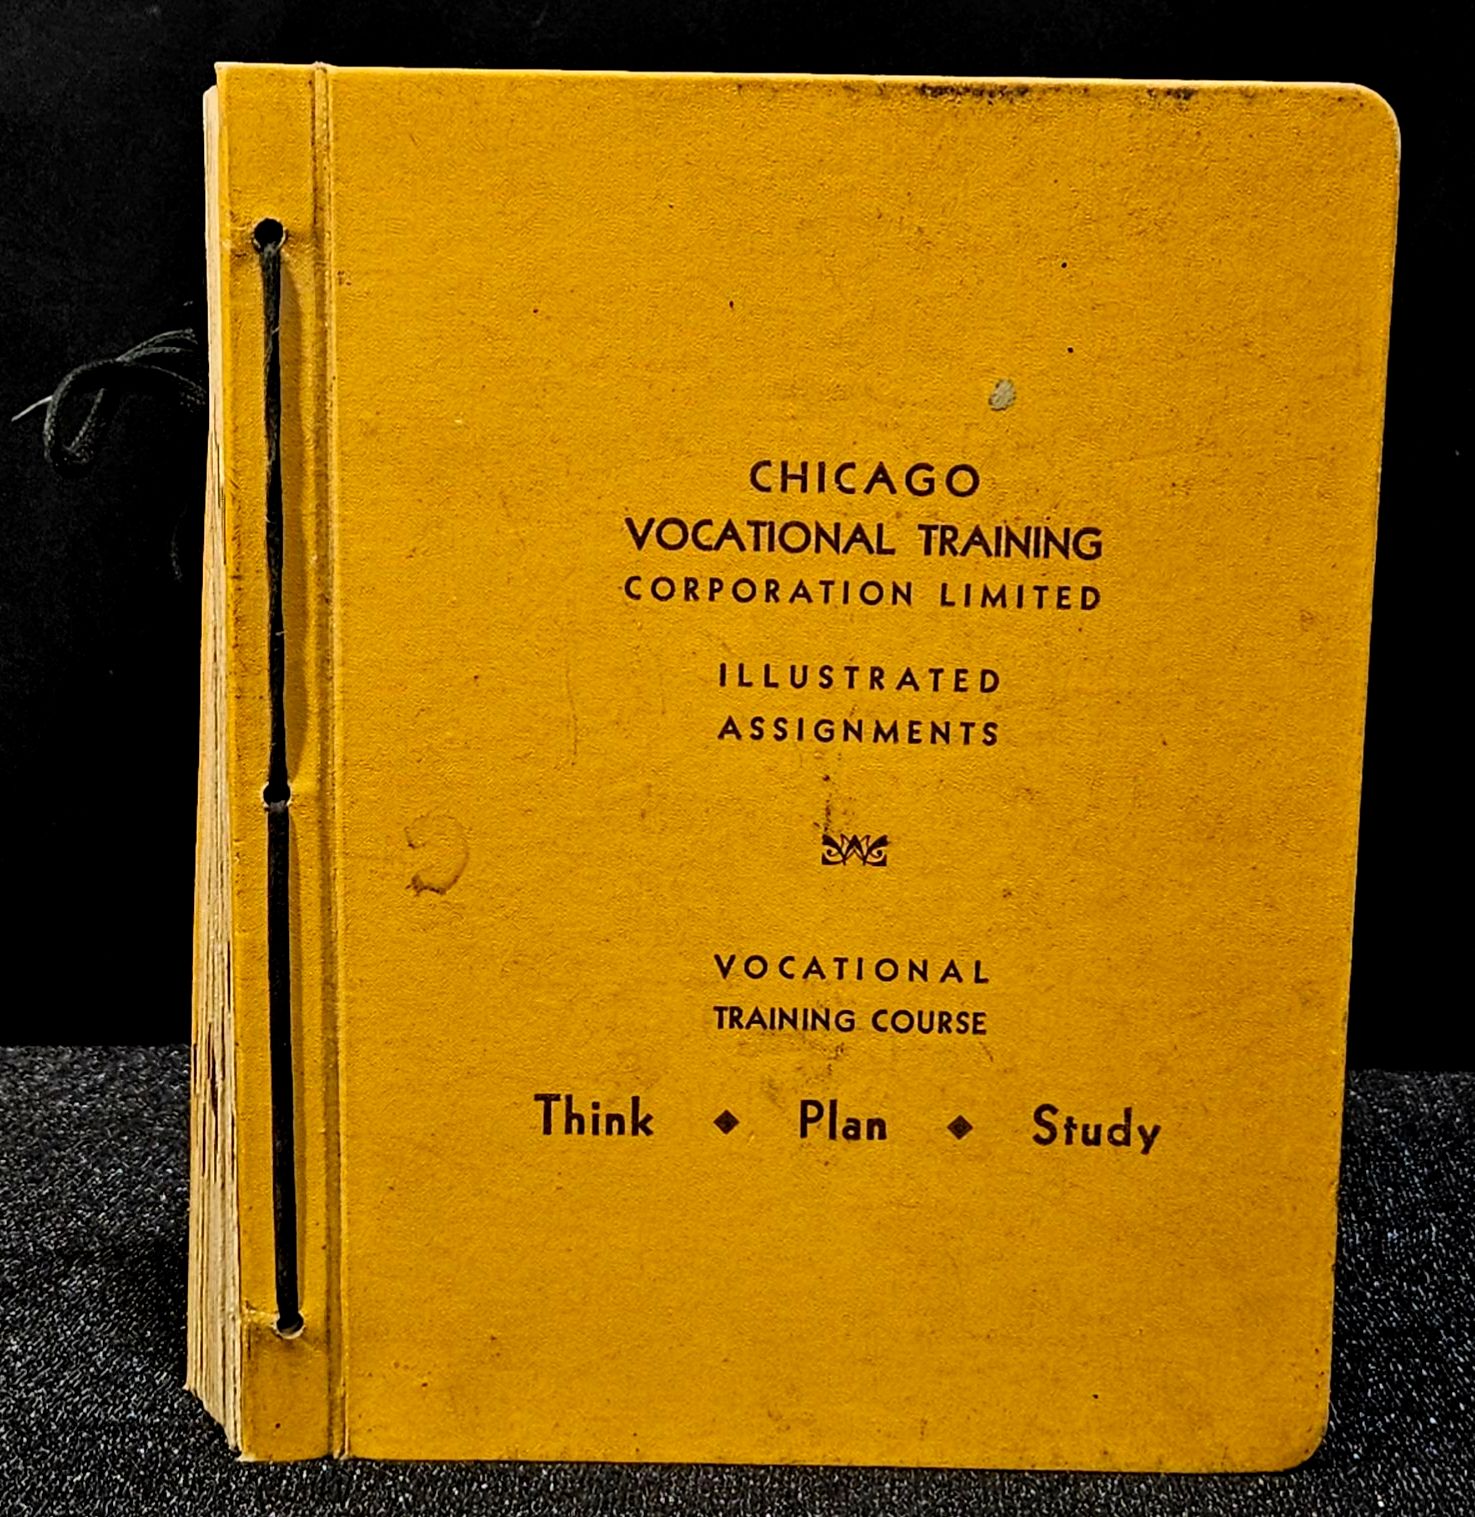 CHICAGO
VOCATIONAL TRAINING
CORPORATION LIMITED
ILLUSTRATED
ASSIGNMENTS
VOCATIONAL
TRAINING COURSE
Think ◆ Plan ◆ Study